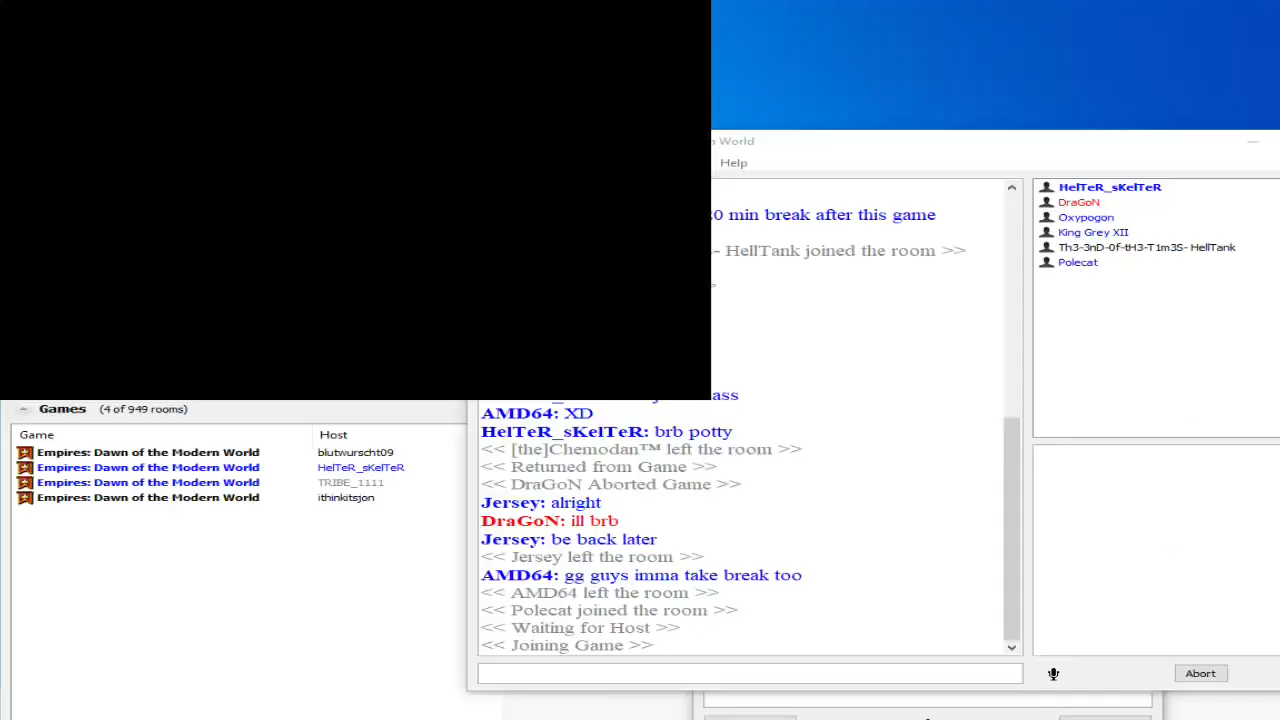 World
Help
0 min break after this game
- HellTank joined the room >>
>
ass
AMD64: XD
HelTeR_sKelTeR: brb potty
<< [the]Chemodan™ left the room >>
<< Returned from Game >>
<< DraGoN Aborted Game >>
Jersey: alright
DraGoN: ill brb
Jersey: be back later
<< Jersey left the room >>
AMD64: gg guys imma take break too
<< AMD64 left the room >>
<< Polecat joined the room >>
<< Waiting for Host >>
<< Joining Game >>
HelTeR_sKelTeR
DraGoN
Oxypogon
King Grey XII
Th3-3nD-0f-tH3-T1m3S- HellTank
Polecat
Abort
Games (4 of 949 rooms)
Game Host
Empires: Dawn of the Modern World blutwurscht09
Empires: Dawn of the Modern World HelTeR_sKelTeR
Empires: Dawn of the Modern World TRIBE_1111
Empires: Dawn of the Modern World ithinkitsjon